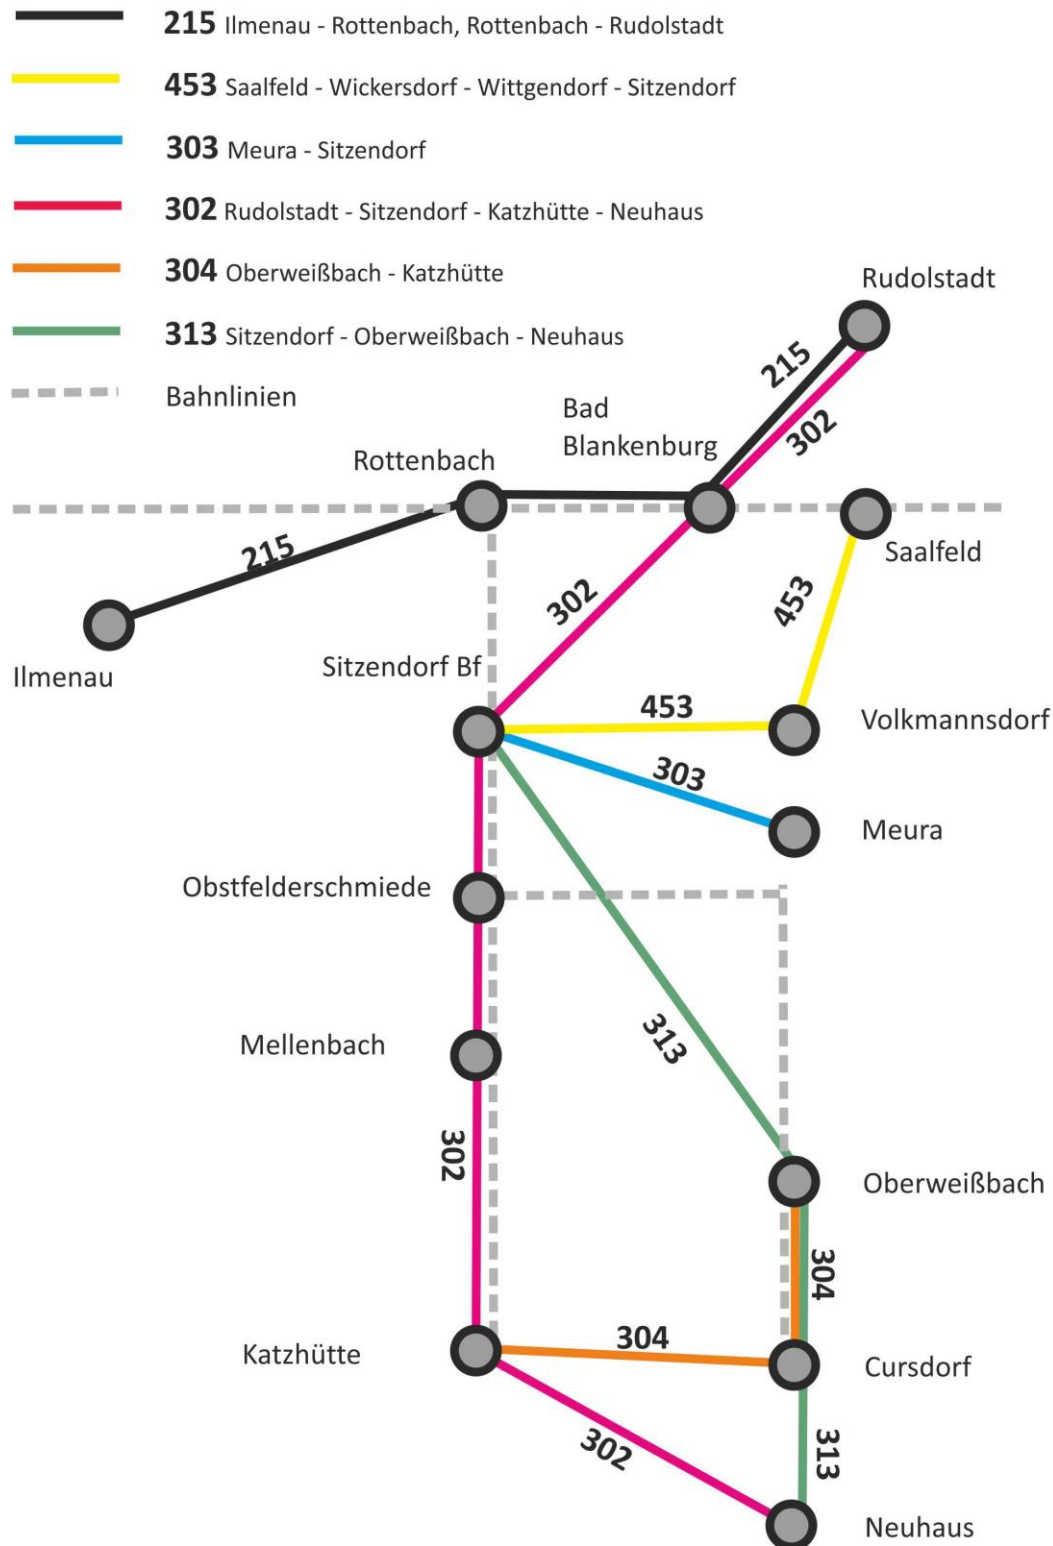 215 Ilmenau - Rottenbach, Rottenbach - Rudolstadt
453 Saalfeld - Wickersdorf - Wittgendorf - Sitzendorf
303 Meura - Sitzendorf
302 Rudolstadt - Sitzendorf - Katzhütte - Neuhaus
304 Oberweißbach - Katzhütte
313 Sitzendorf - Oberweißbach - Neuhaus
Bahnlinien
Rudolstadt
215
302
Bad
Blankenburg
Rottenbach
215
Saalfeld
302
453
Ilmenau
Sitzendorf Bf
453
Volkmannsdorf
303
Meura
Obstfelderschmiede
313
Mellenbach
302
Oberweißbach
304
304
Katzhütte
Cursdorf
302
313
Neuhaus